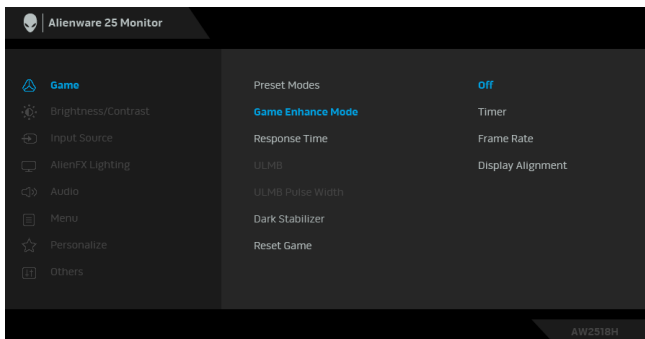 Alienware 25 Monitor
Game
Preset Modes
Off
Brightness/Contrast
Game Enhance Mode
Timer
Input Source
Response Time
Frame Rate
AlienFX Lighting
ULMB
Display Alignment
Audio
ULMB Pulse Width
Menu
Dark Stabilizer
Personalize
Reset Game
Others
AW2518H